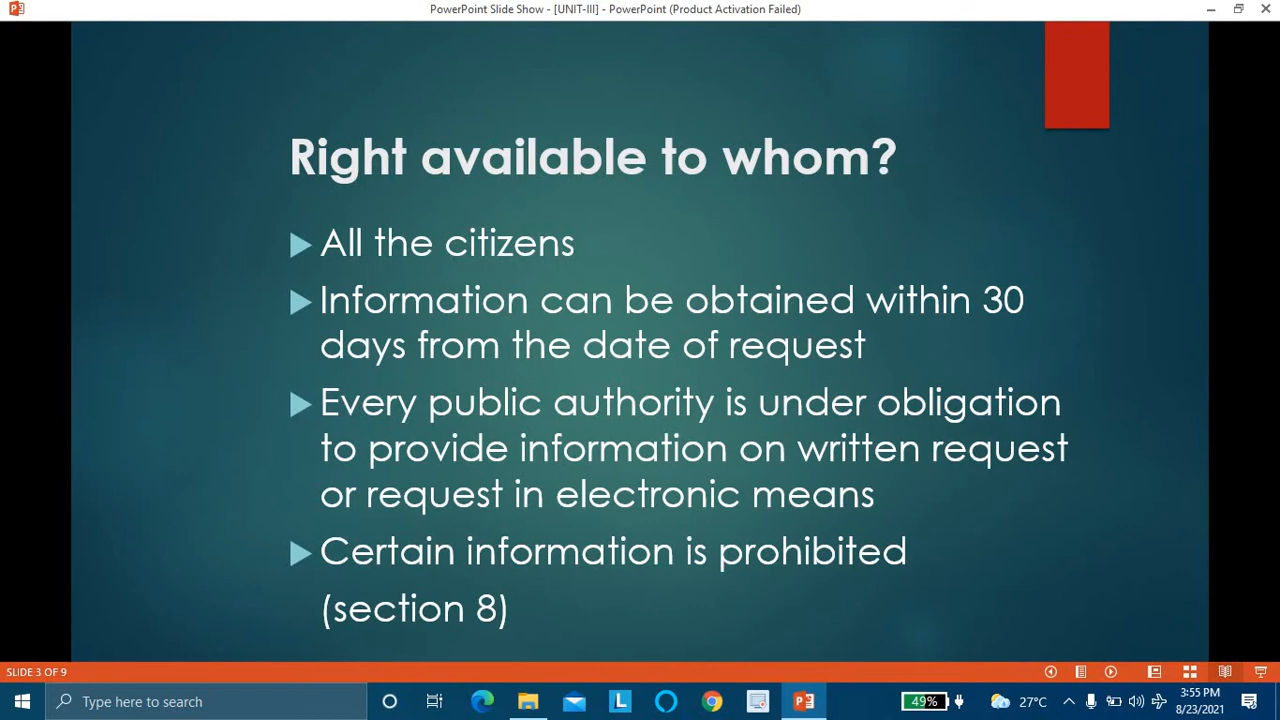 PowerPoint Slide Show - [UNIT-III] - PowerPoint (Product Activation Failed)
Right available to whom?
All the citizens
Information can be obtained within 30
days from the date of request
Every public authority is under obligation
to provide information on written request
or request in electronic means
Certain information is prohibited
(section 8)
SLIDE 3 OF 9
Type here to search
L
49%
27°C
3:55 PM
8/23/2021